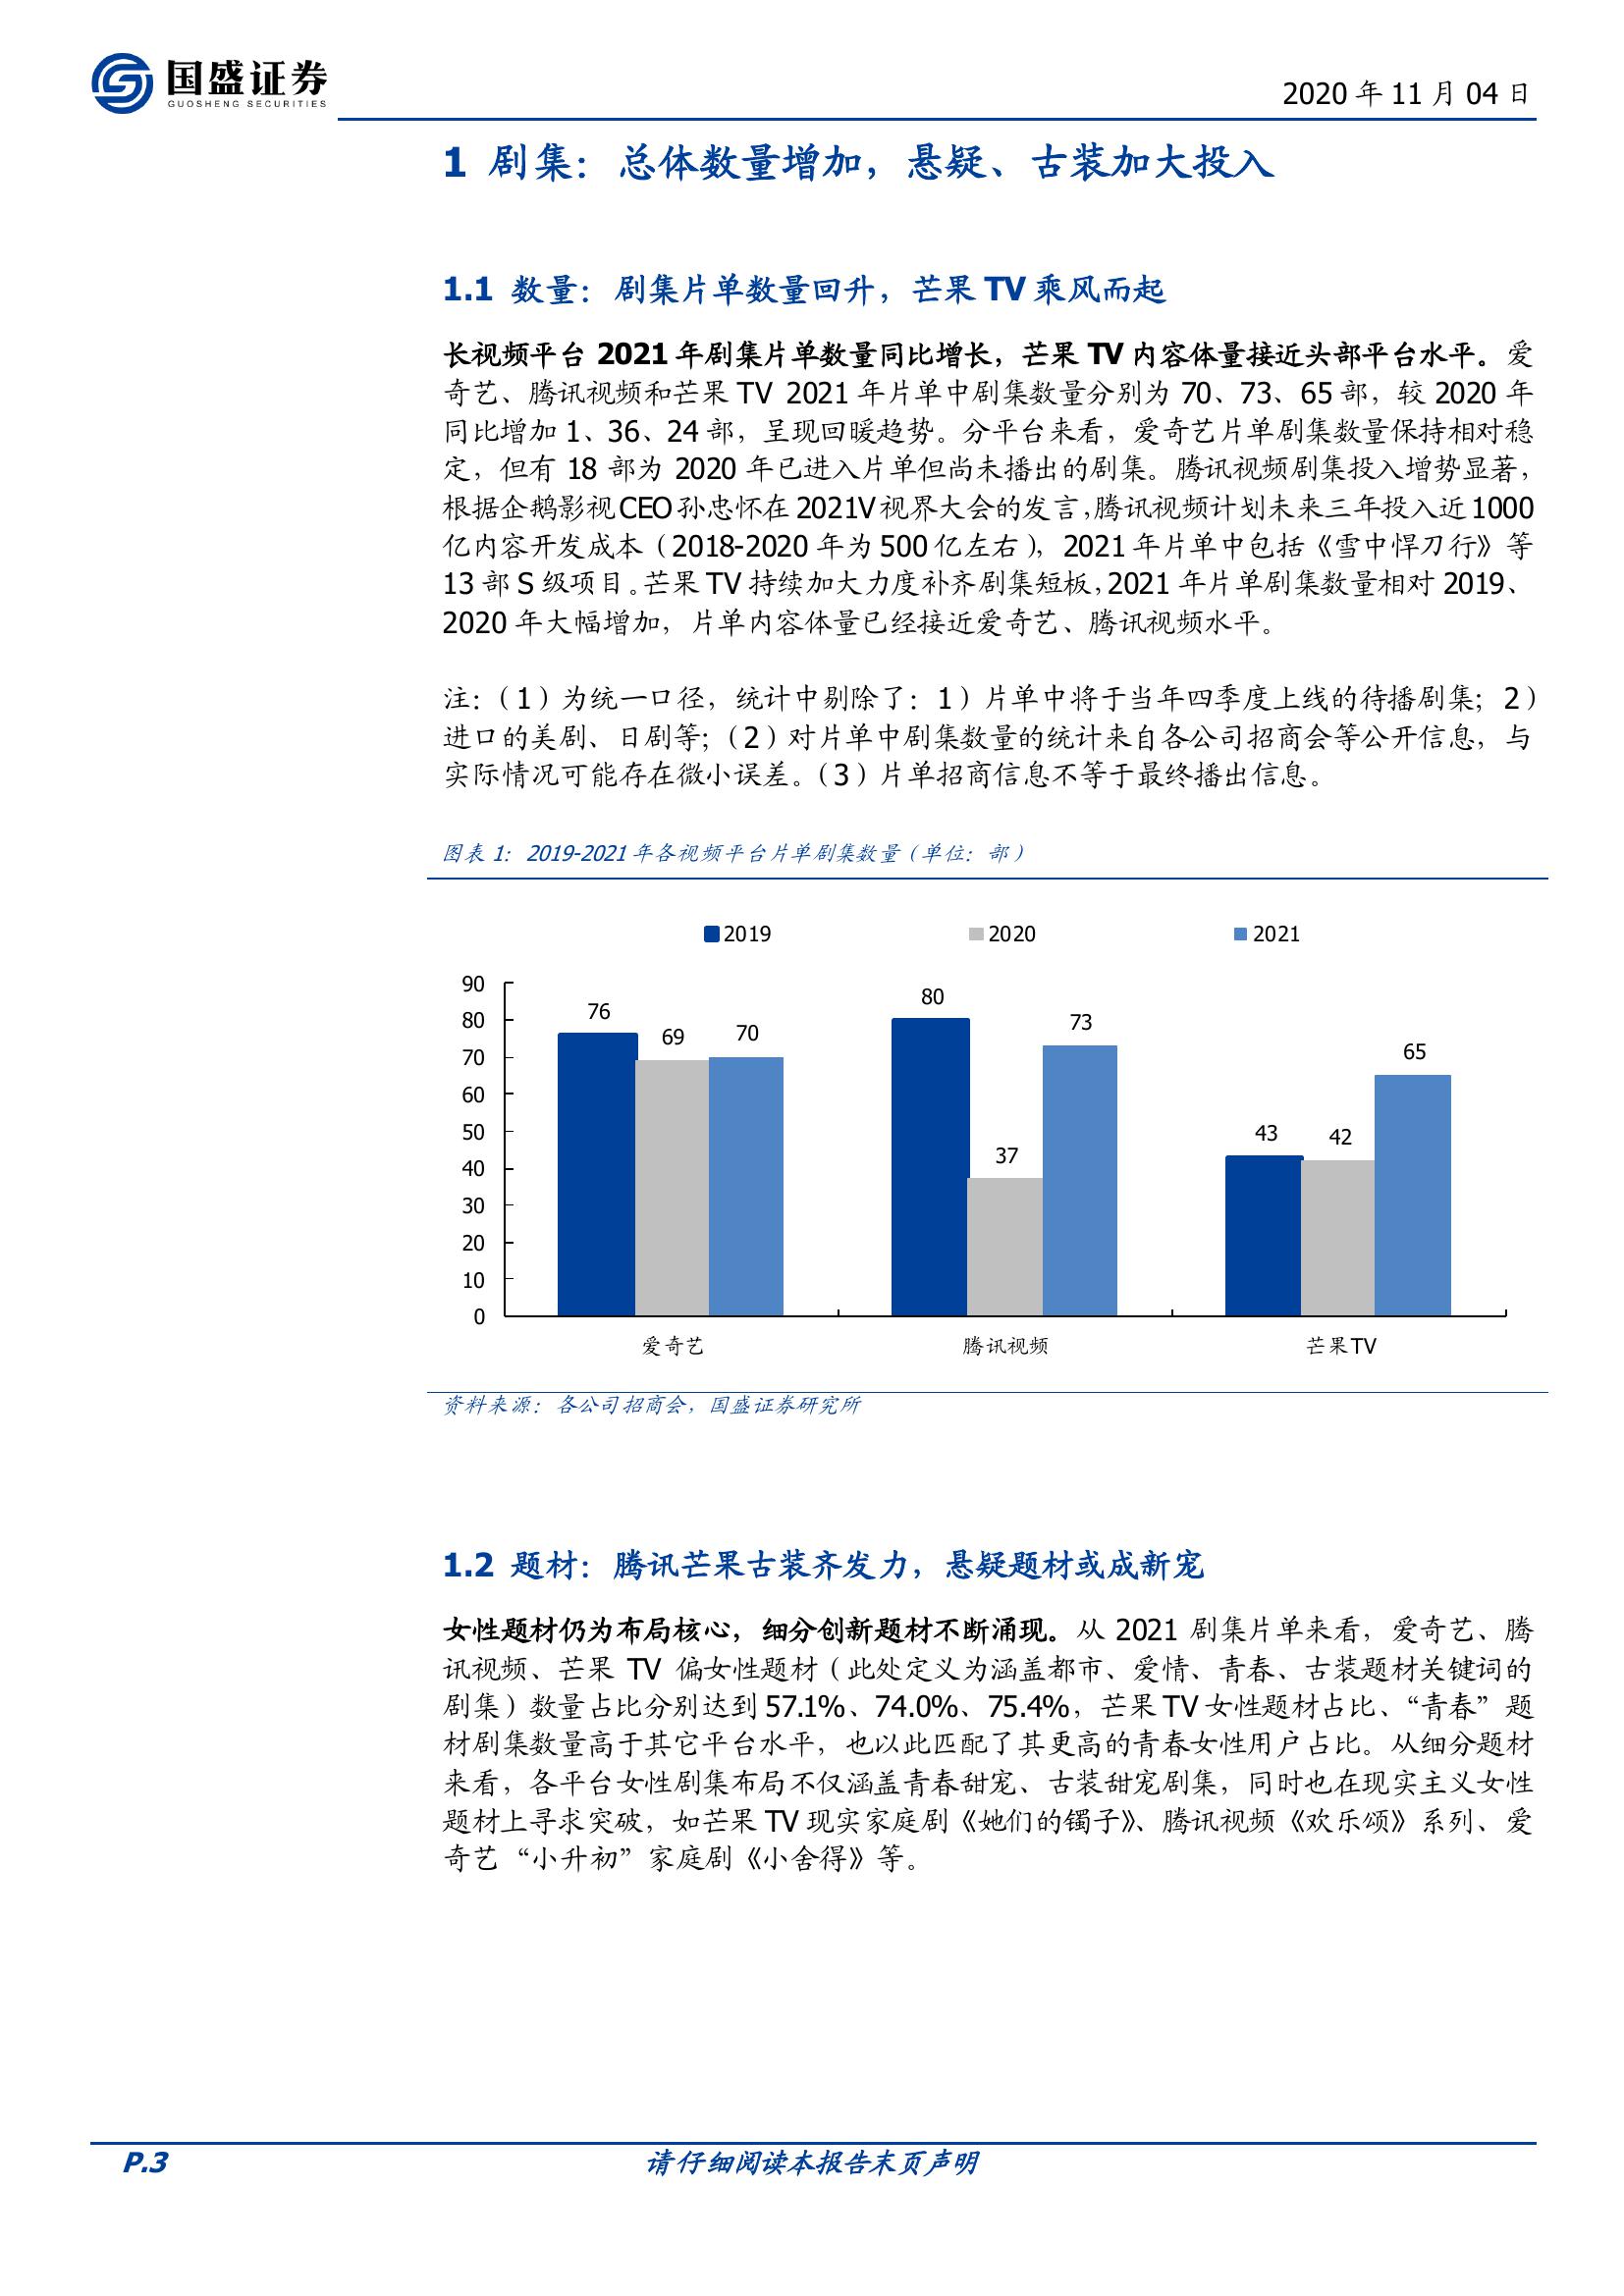 国盛证券
GUOSHENG SECURITIES
2020 年 11 月 04 日
1 剧集：总体数量增加，悬疑、古装加大投入
1.1 数量：剧集片单数量回升，芒果 TV 乘风而起
长视频平台 2021 年剧集片单数量同比增长，芒果 TV 内容体量接近头部平台水平。爱
奇艺、腾讯视频和芒果 TV 2021 年片单中剧集数量分别为 70、73、65 部，较 2020 年
同比增加 1、36、24 部，呈现回暖趋势。分平台来看，爱奇艺片单剧集数量保持相对稳
定，但有 18 部为 2020 年已进入片单但尚未播出的剧集。腾讯视频剧集投入增势显著，
根据企鹅影视 CEO 孙忠怀在 2021V 视界大会的发言，腾讯视频计划未来三年投入近 1000
亿内容开发成本（2018-2020 年为 500 亿左右），2021 年片单中包括《雪中悍刀行》等
13 部 S 级项目。芒果 TV 持续加大力度补齐剧集短板，2021 年片单剧集数量相对 2019、
2020 年大幅增加，片单内容体量已经接近爱奇艺、腾讯视频水平。
注：（1）为统一口径，统计中剔除了：1）片单中将于当年四季度上线的待播剧集；2）
进口的美剧、日剧等；（2）对片单中剧集数量的统计来自各公司招商会等公开信息，与
实际情况可能存在微小误差。（3）片单招商信息不等于最终播出信息。
图表 1：2019-2021 年各视频平台片单剧集数量（单位：部）
2019 2020 2021
90
80
70
60
50
40
30
20
10
0
76 69 70
80 37 73
43 42 65
爱奇艺 腾讯视频 芒果TV
资料来源：各公司招商会，国盛证券研究所
1.2 题材：腾讯芒果古装齐发力，悬疑题材或成新宠
女性题材仍为布局核心，细分创新题材不断涌现。从 2021 剧集片单来看，爱奇艺、腾
讯视频、芒果 TV 偏女性题材（此处定义为涵盖都市、爱情、青春、古装题材关键词的
剧集）数量占比分别达到 57.1%、74.0%、75.4%，芒果 TV 女性题材占比、“青春”题
材剧集数量高于其它平台水平，也以此匹配了其更高的青春女性用户占比。从细分题材
来看，各平台女性剧集布局不仅涵盖青春甜宠、古装甜宠剧集，同时也在现实主义女性
题材上寻求突破，如芒果 TV 现实家庭剧《她们的镯子》、腾讯视频《欢乐颂》系列、爱
奇艺“小升初”家庭剧《小舍得》等。
P.3
请仔细阅读本报告末页声明